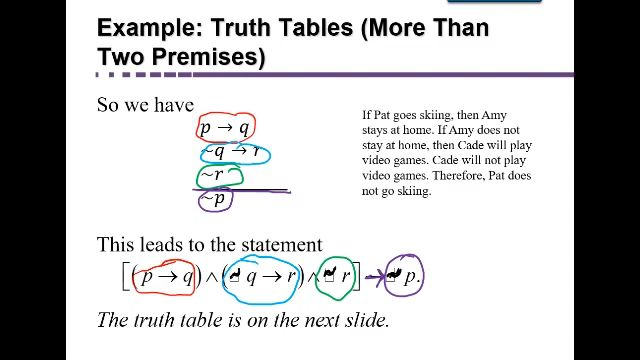 Example: Truth Tables (More Than
Two Premises)
So we have
p → q
~q → r
~r
~p
If Pat goes skiing, then Amy
stays at home. If Amy does not
stay at home, then Cade will play
video games. Cade will not play
video games. Therefore, Pat does
not go skiing.
This leads to the statement
[(p → q) ∧ (~ q → r) ∧ ~ r] → ~ p.
The truth table is on the next slide.